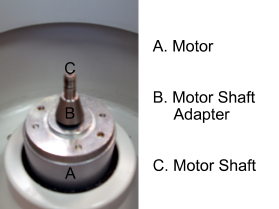 C
B
A
A. Motor
B. Motor Shaft
Adapter
C. Motor Shaft